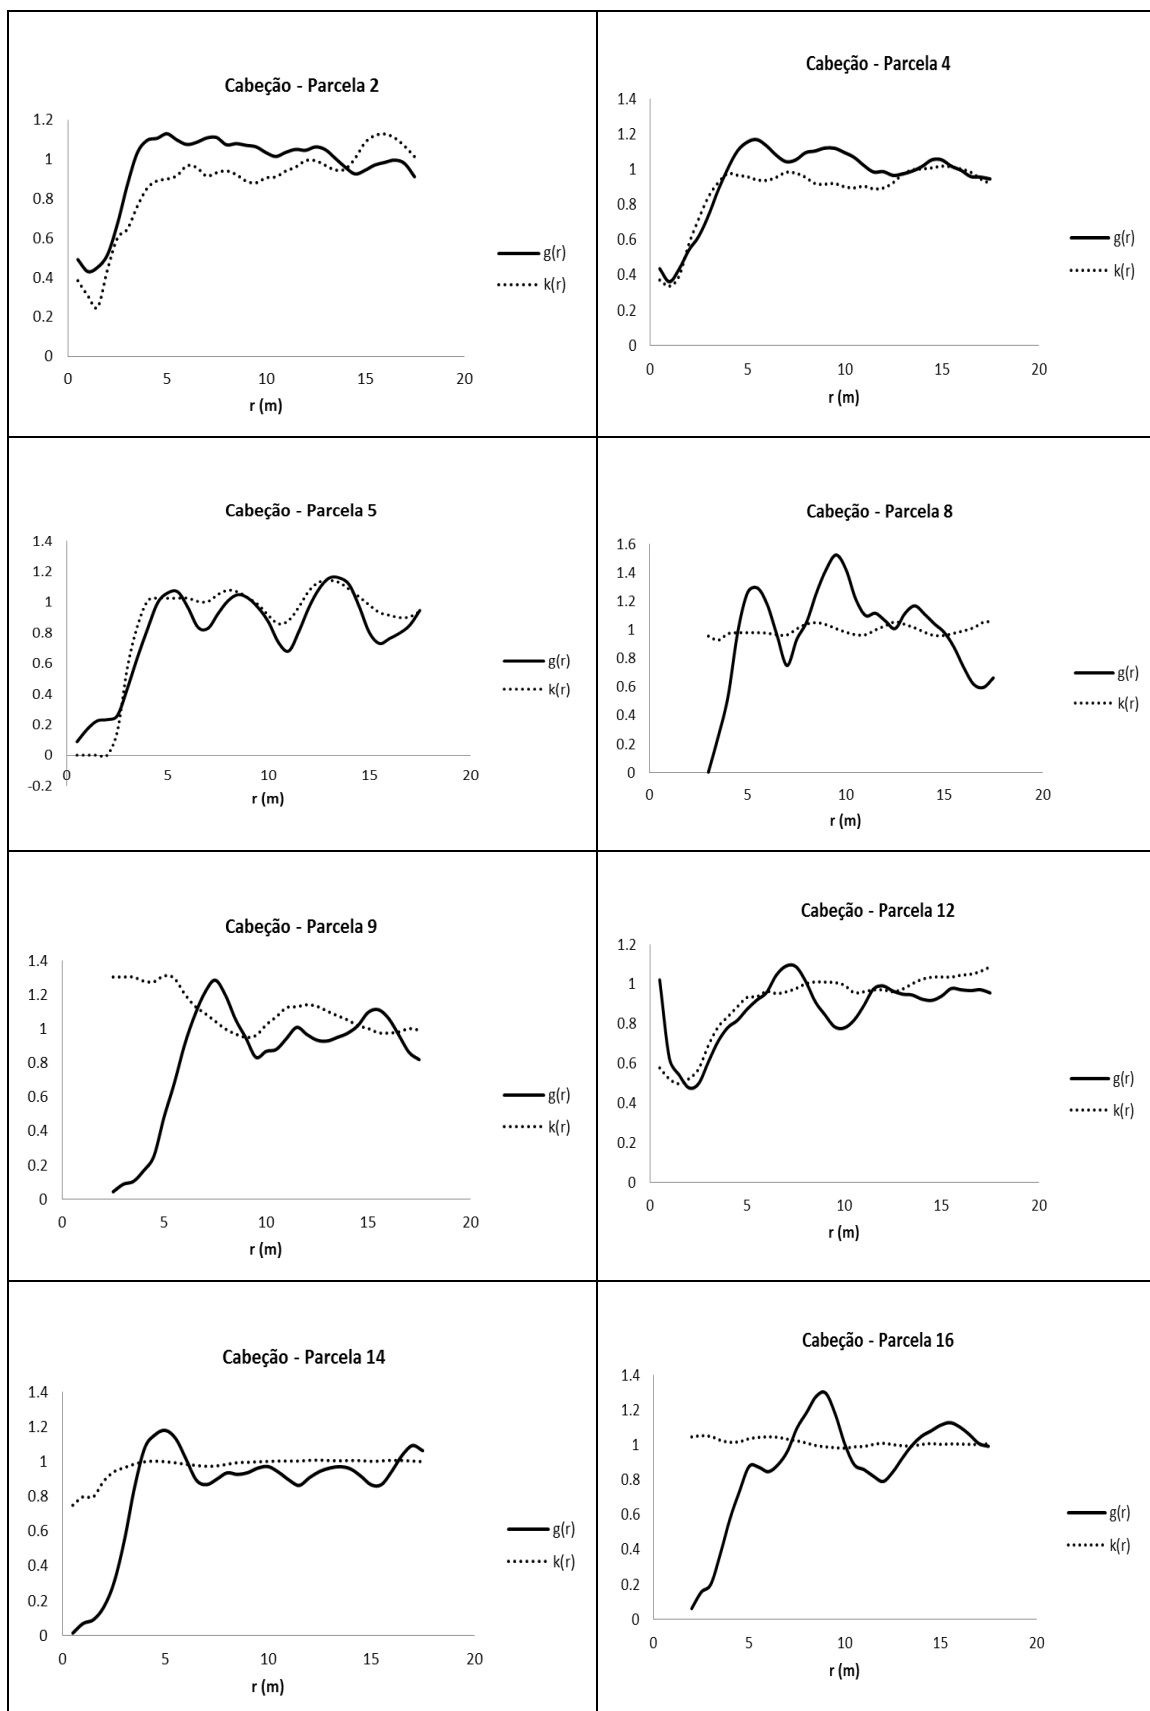 Cabeção - Parcela 2
1.2
1
0.8
0.6
0.4
0.2
0
0 5 10 15 20
r (m)
g(r)
k(r)
Cabeção - Parcela 4
1.4
1.2
1
0.8
0.6
0.4
0.2
0
0 5 10 15 20
r (m)
g(r)
k(r)
Cabeção - Parcela 5
1.4
1.2
1
0.8
0.6
0.4
0.2
0
-0.2
0 5 10 15 20
r (m)
g(r)
k(r)
Cabeção - Parcela 8
1.6
1.4
1.2
1
0.8
0.6
0.4
0.2
0
0 5 10 15 20
r (m)
g(r)
k(r)
Cabeção - Parcela 9
1.4
1.2
1
0.8
0.6
0.4
0.2
0
0 5 10 15 20
r (m)
g(r)
k(r)
Cabeção - Parcela 12
1.2
1
0.8
0.6
0.4
0.2
0
0 5 10 15 20
r (m)
g(r)
k(r)
Cabeção - Parcela 14
1.4
1.2
1
0.8
0.6
0.4
0.2
0
0 5 10 15 20
r (m)
g(r)
k(r)
Cabeção - Parcela 16
1.4
1.2
1
0.8
0.6
0.4
0.2
0
0 5 10 15 20
r (m)
g(r)
k(r)